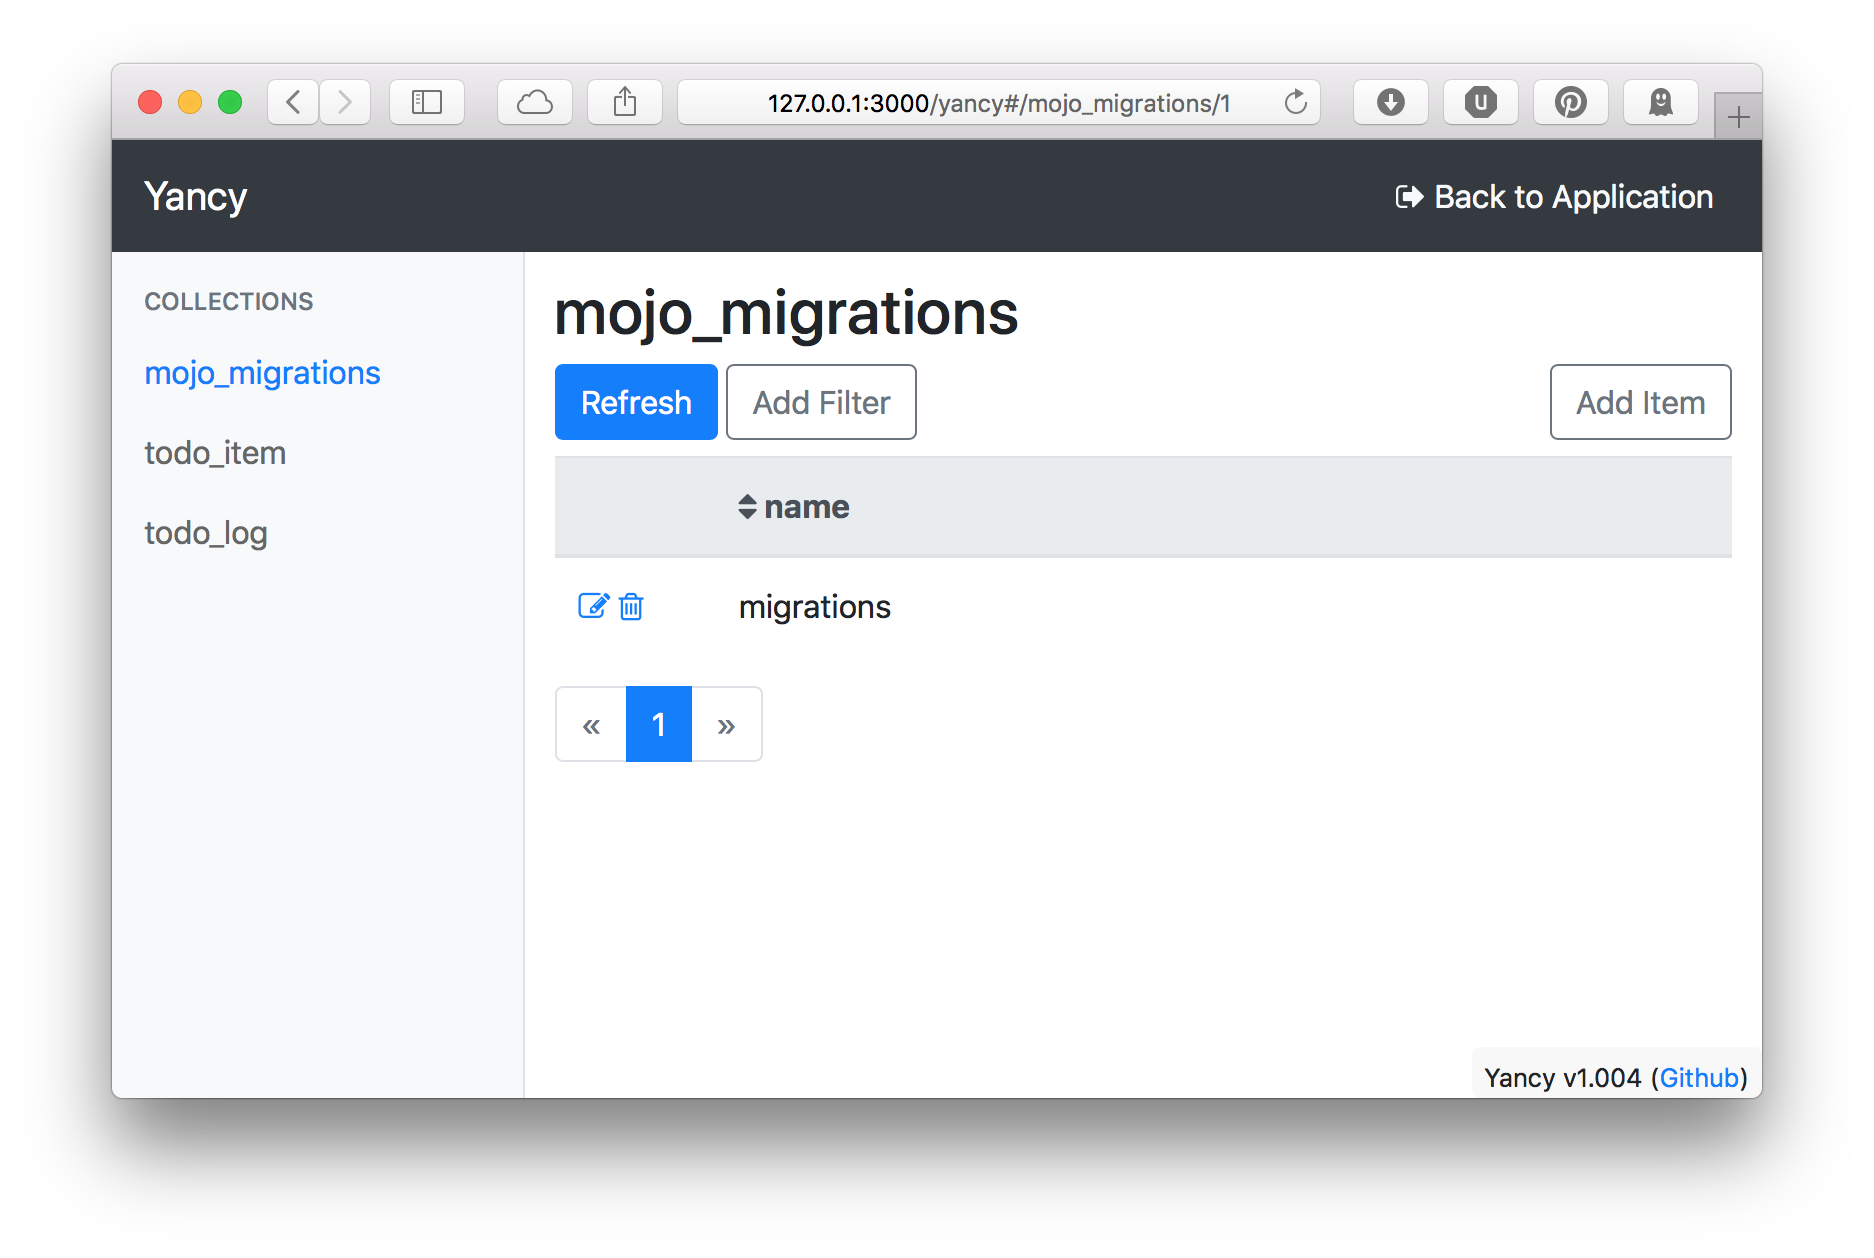 127.0.0.1:3000/yancy#/mojo_migrations/1
Yancy
Back to Application
COLLECTIONS
mojo_migrations
todo_item
todo_log
mojo_migrations
Refresh
Add Filter
Add Item
name
migrations
« 1 »
Yancy v1.004 (Github)